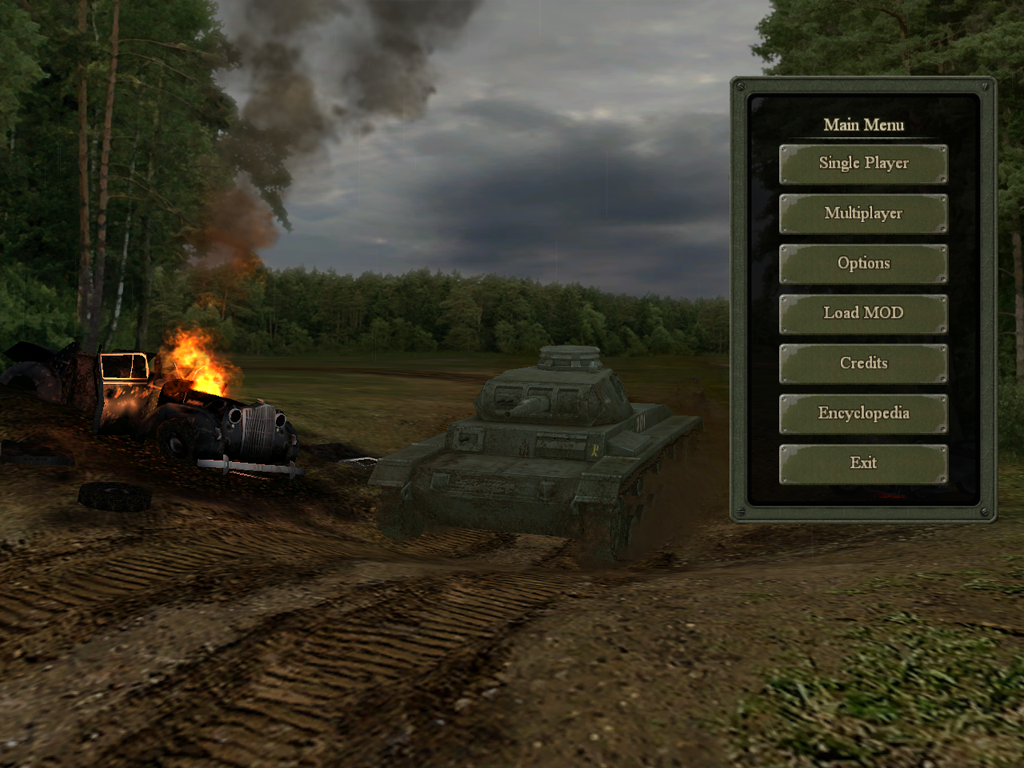 Main Menu
Single Player
Multiplayer
Options
Load MOD
Credits
Encyclopedia
Exit